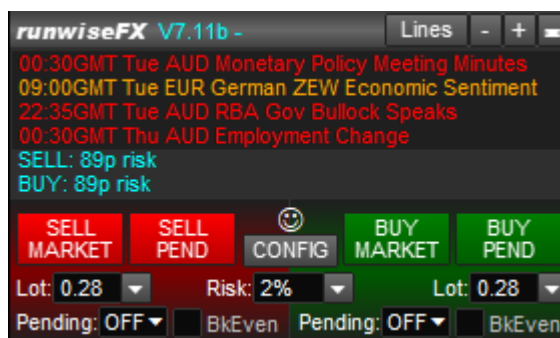 runwiseFX V7.11b - Lines - +
00:30GMT Tue AUD Monetary Policy Meeting Minutes
09:00GMT Tue EUR German ZEW Economic Sentiment
22:35GMT Tue AUD RBA Gov Bullock Speaks
00:30GMT Thu AUD Employment Change
SELL: 89p risk
BUY: 89p risk
SELL MARKET SELL PEND CONFIG BUY MARKET BUY PEND
Lot: 0.28 Risk: 2% Lot: 0.28
Pending: OFF BkEven Pending: OFF BkEven